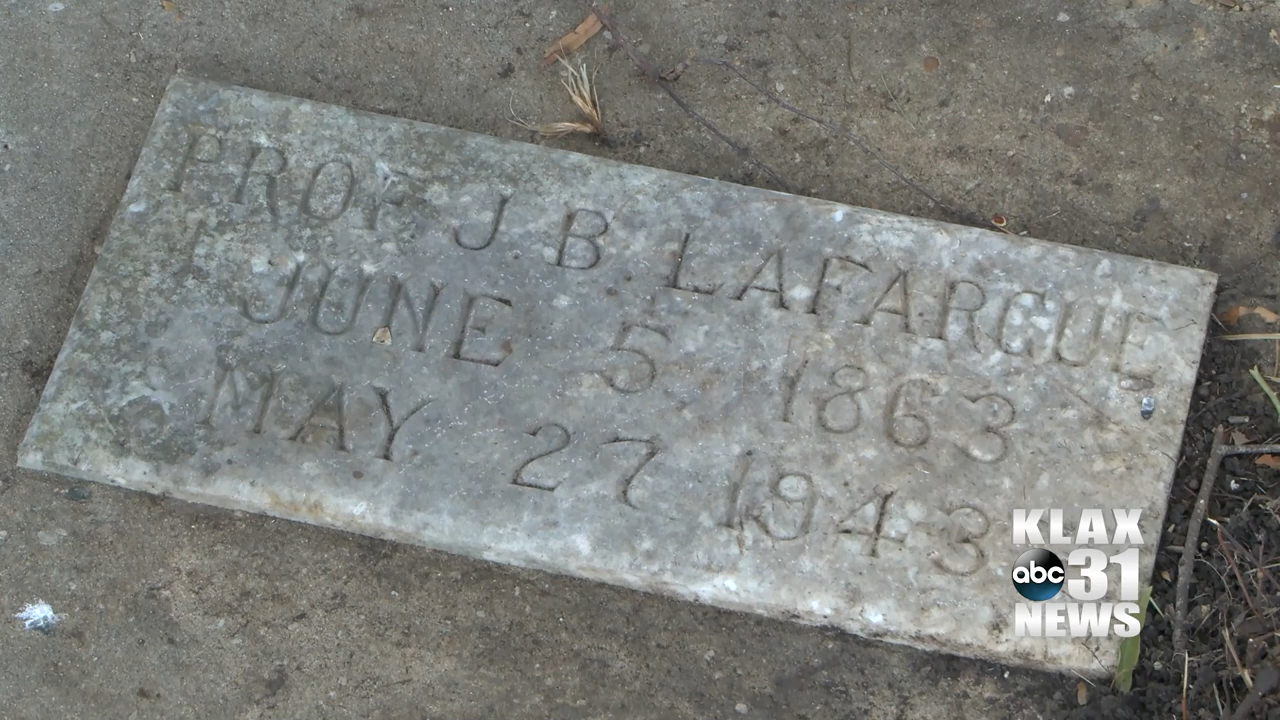 PROF J B LAFARGUE
JUNE 5 1863
MAY 27 1943
KLAX
abc 31
NEWS